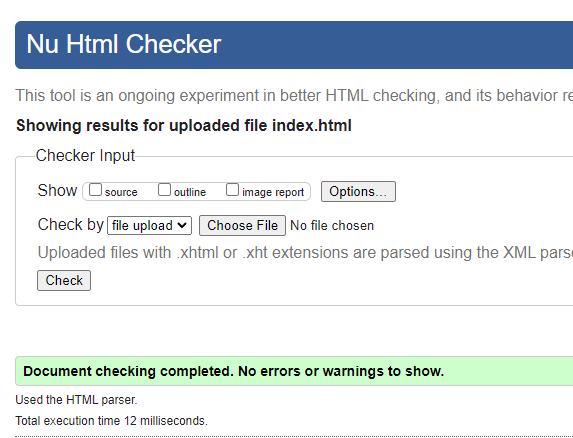 Nu Html Checker
This tool is an ongoing experiment in better HTML checking, and its behavior re
Showing results for uploaded file index.html
Checker Input
Show source outline image report Options...
Check by file upload Choose File No file chosen
Uploaded files with .xhtml or .xht extensions are parsed using the XML parse
Check
Document checking completed. No errors or warnings to show.
Used the HTML parser.
Total execution time 12 milliseconds.